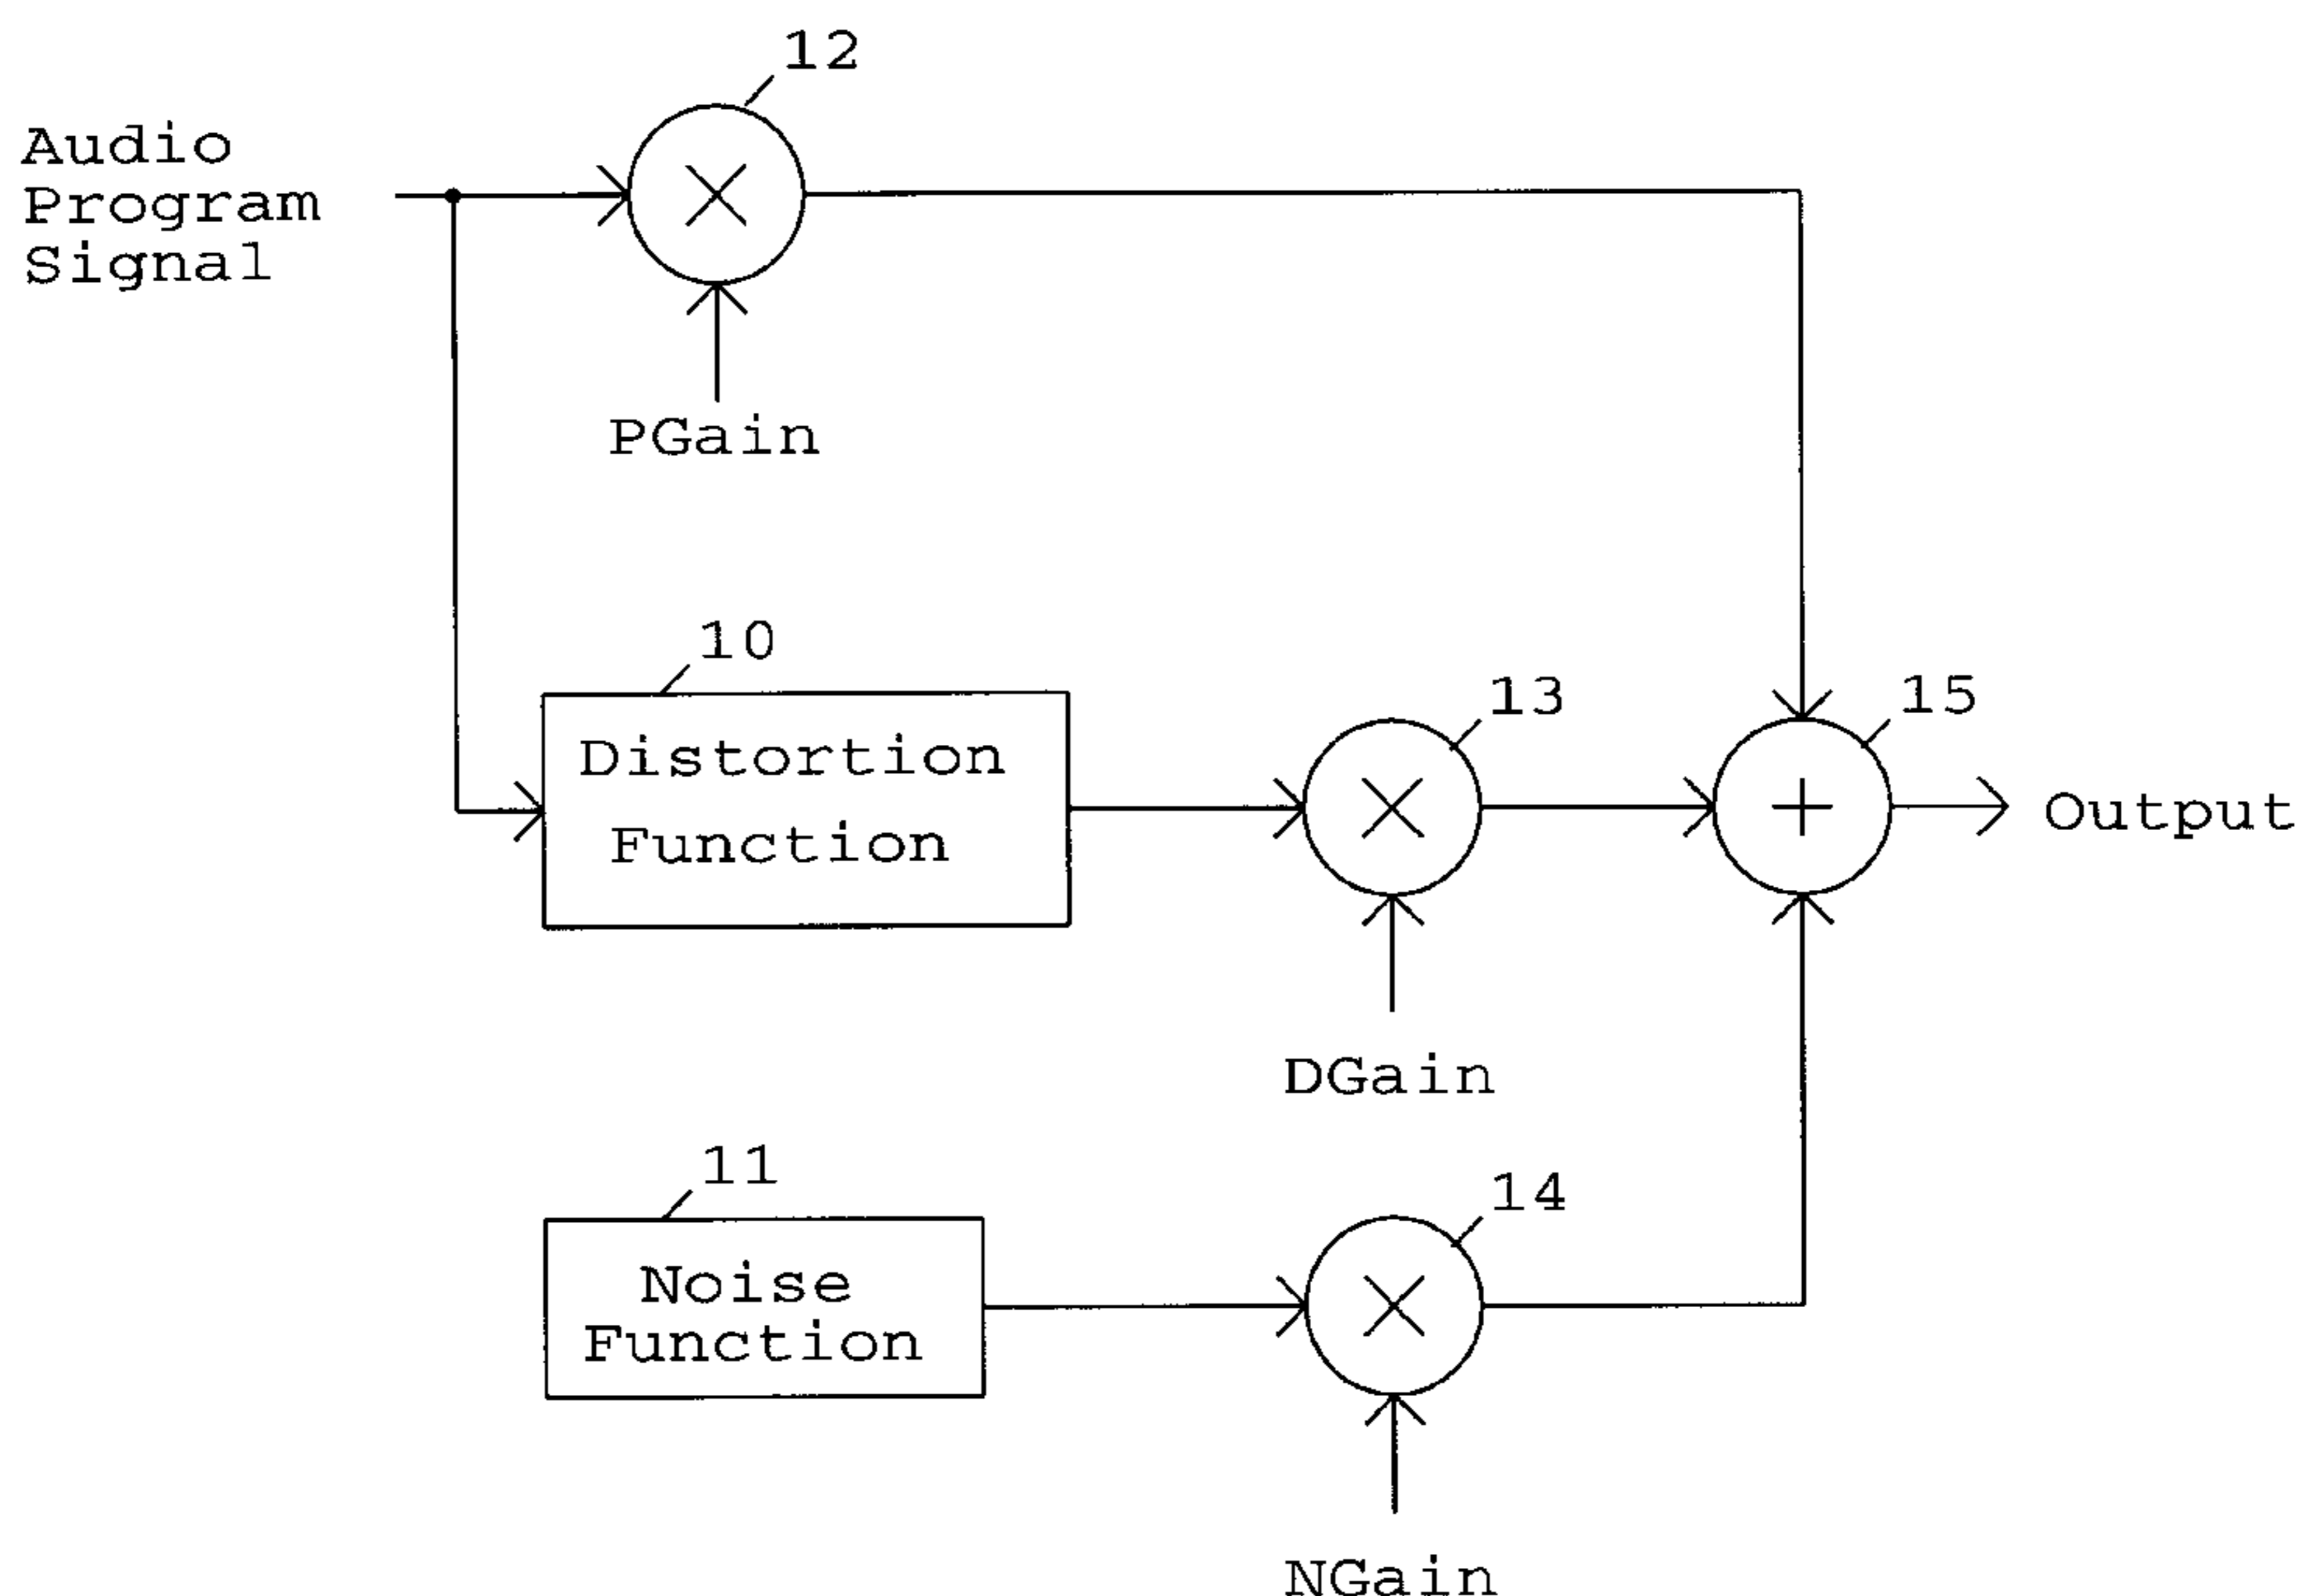 12
Audio
Program
Signal
PGain
10
Distortion
Function
13
15
Output
DGain
11
Noise
Function
14
NGain